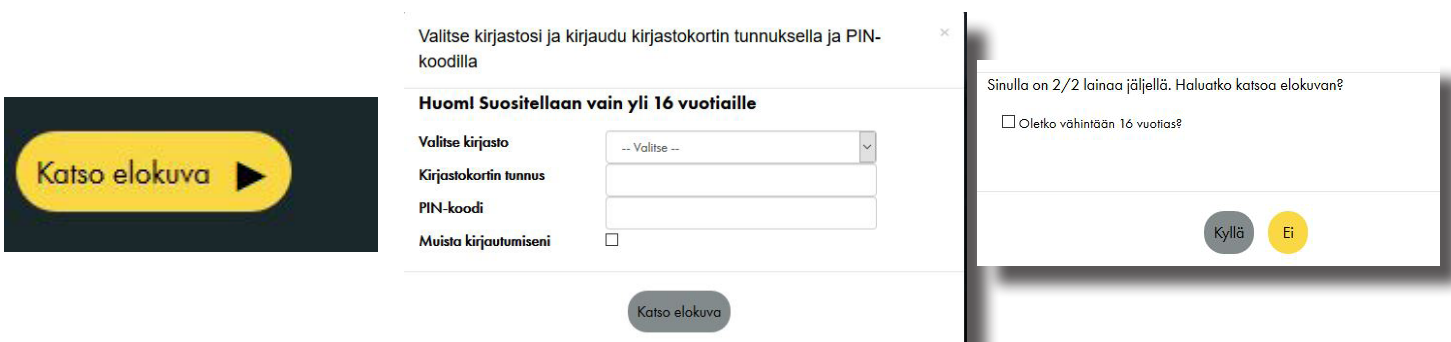 Katso elokuva
Valitse kirjastosi ja kirjaudu kirjastokortin tunnuksella ja PIN-
koodilla
×
Huom! Suositellaan vain yli 16 vuotiaille
Valitse kirjasto
-- Valitse --
Kirjastokortin tunnus
PIN-koodi
Muista kirjautumiseni
Katso elokuva
Sinulla on 2/2 lainaa jäljellä. Haluatko katsoa elokuvan?
Oletko vähintään 16 vuotias?
Kyllä
Ei